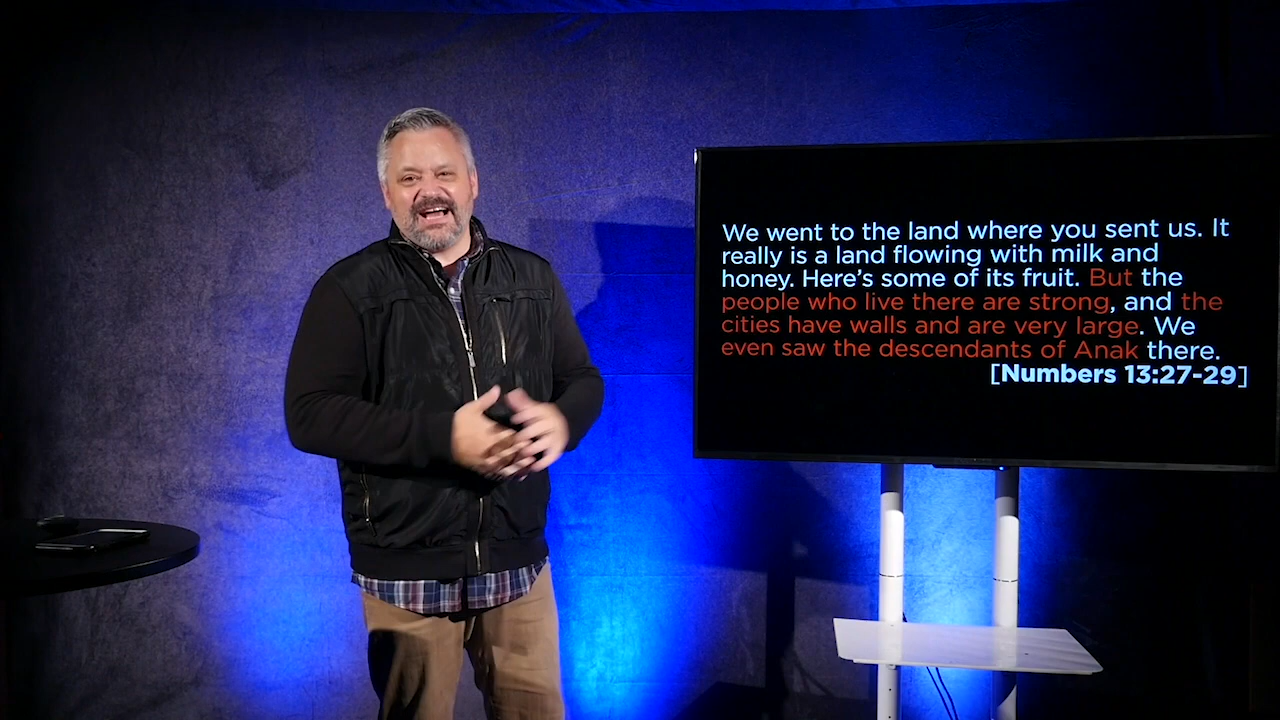 We went to the land where you sent us. It
really is a land flowing with milk and
honey. Here's some of its fruit. But the
people who live there are strong, and the
cities have walls and are very large. We
even saw the descendants of Anak there.
[Numbers 13:27-29]